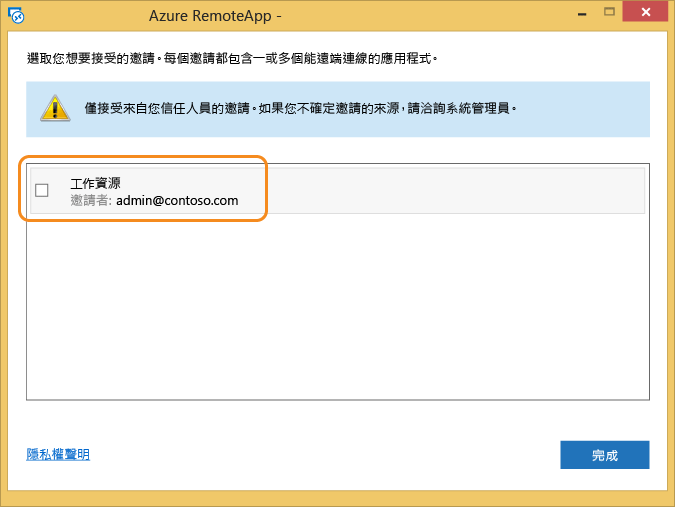 Azure RemoteApp -
選取您想要接受的邀請。每個邀請都包含一或多個能遠端連線的應用程式。
僅接受來自您信任人員的邀請。如果您不確定邀請的來源，請洽詢系統管理員。
工作資源
邀請者: admin@contoso.com
隱私權聲明
完成